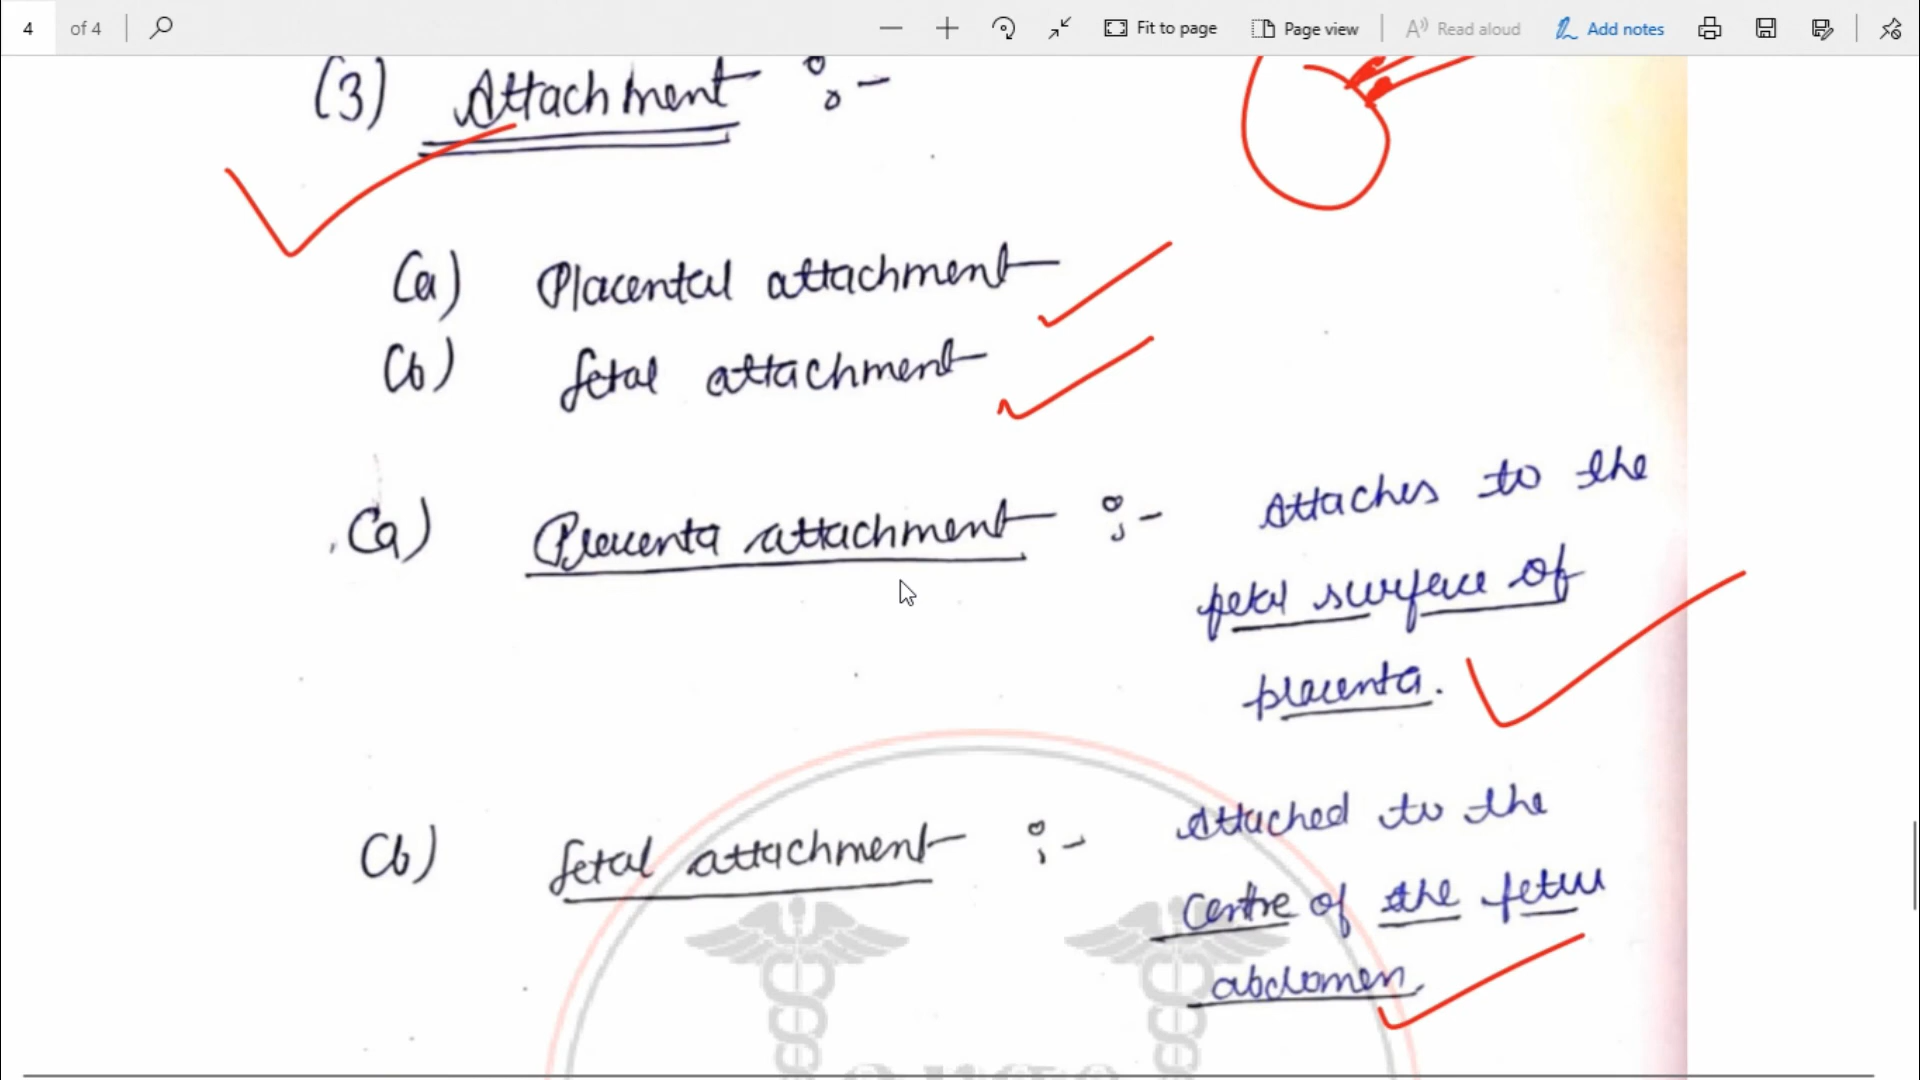 4 of 4 Fit to page Page view Read aloud Add notes
(3) Attachment :-
(a) Placental attachment
(b) fetal attachment
(a) Placenta attachment :- Attaches to the
fetal surface of
placenta.
(b) fetal attachment :- Attached to the
Centre of the fetus
abdomen.